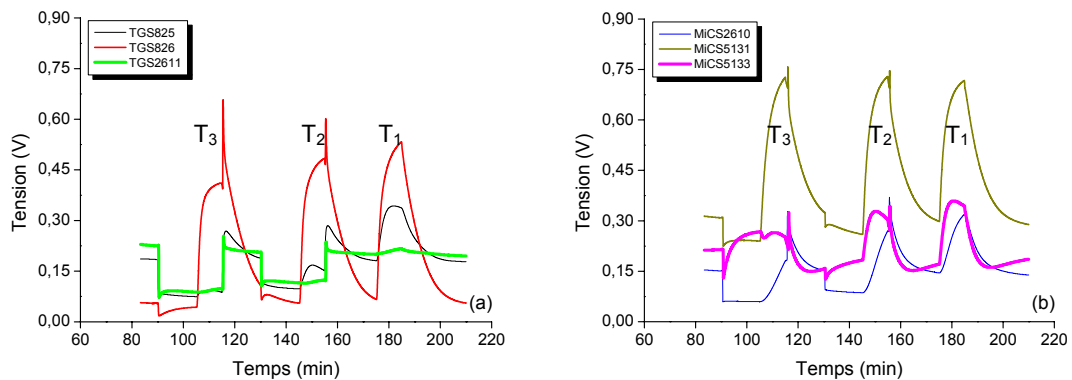 0,90
0,75
0,60
0,45
0,30
0,15
0,00
Tension (V)
TGS825
TGS826
TGS2611
T3
T2
T1
(a)
60 80 100 120 140 160 180 200 220
Temps (min)
0,90
0,75
0,60
0,45
0,30
0,15
0,00
Tension (V)
MiCS2610
MiCS5131
MiCS5133
T3
T2
T1
(b)
60 80 100 120 140 160 180 200 220
Temps (min)